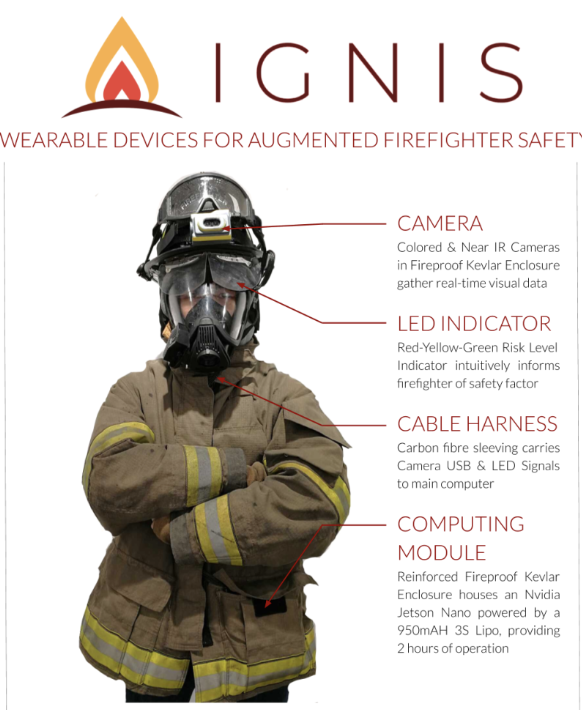 IGNIS
WEARABLE DEVICES FOR AUGMENTED FIREFIGHTER SAFETY
CAMERA
Colored & Near IR Cameras
in Fireproof Kevlar Enclosure
gather real-time visual data
LED INDICATOR
Red-Yellow-Green Risk Level
Indicator intuitively informs
firefighter of safety factor
CABLE HARNESS
Carbon fibre sleeving carries
Camera USB & LED Signals
to main computer
COMPUTING
MODULE
Reinforced Fireproof Kevlar
Enclosure houses an Nvidia
Jetson Nano powered by a
950mAH 3S Lipo, providing
2 hours of operation